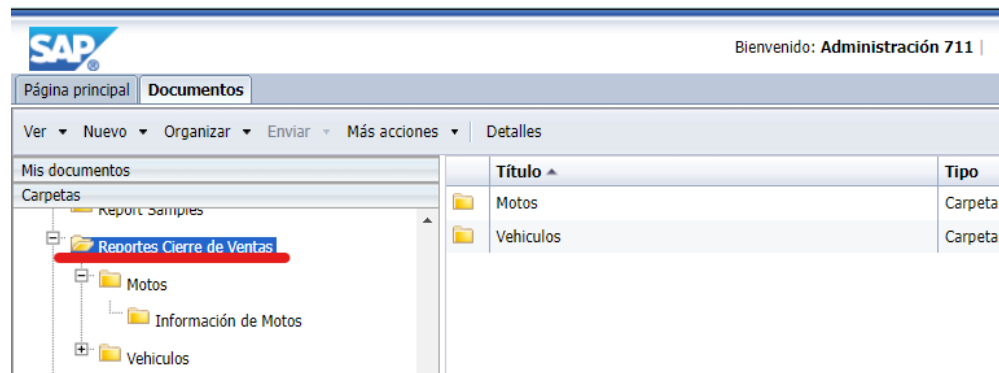 SAP®
Bienvenido: Administración 711 |
Página principal Documentos
Ver Nuevo Organizar Enviar Más acciones Detalles
Mis documentos
Carpetas
Report Samples
Reportes Cierre de Ventas
Motos
Información de Motos
Vehiculos
Título Tipo
Motos Carpeta
Vehiculos Carpeta